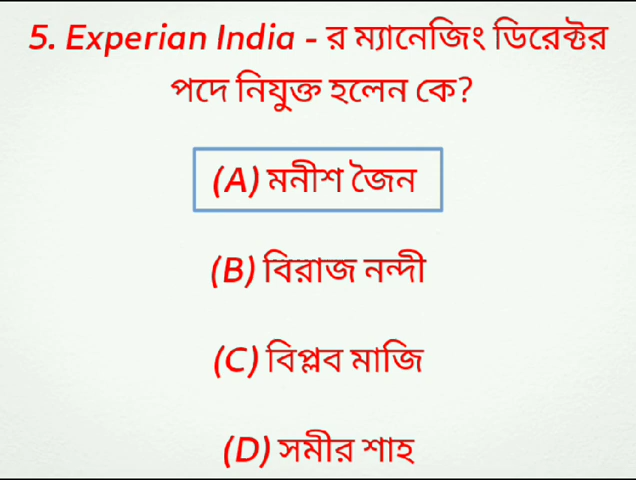 5. Experian India - র ম্যানেজিং ডিরেক্টর
পদে নিযুক্ত হলেন কে?
(A) মনীশ জৈন
(B) বিরাজ নন্দী
(C) বিপ্লব মাজি
(D) সমীর শাহ